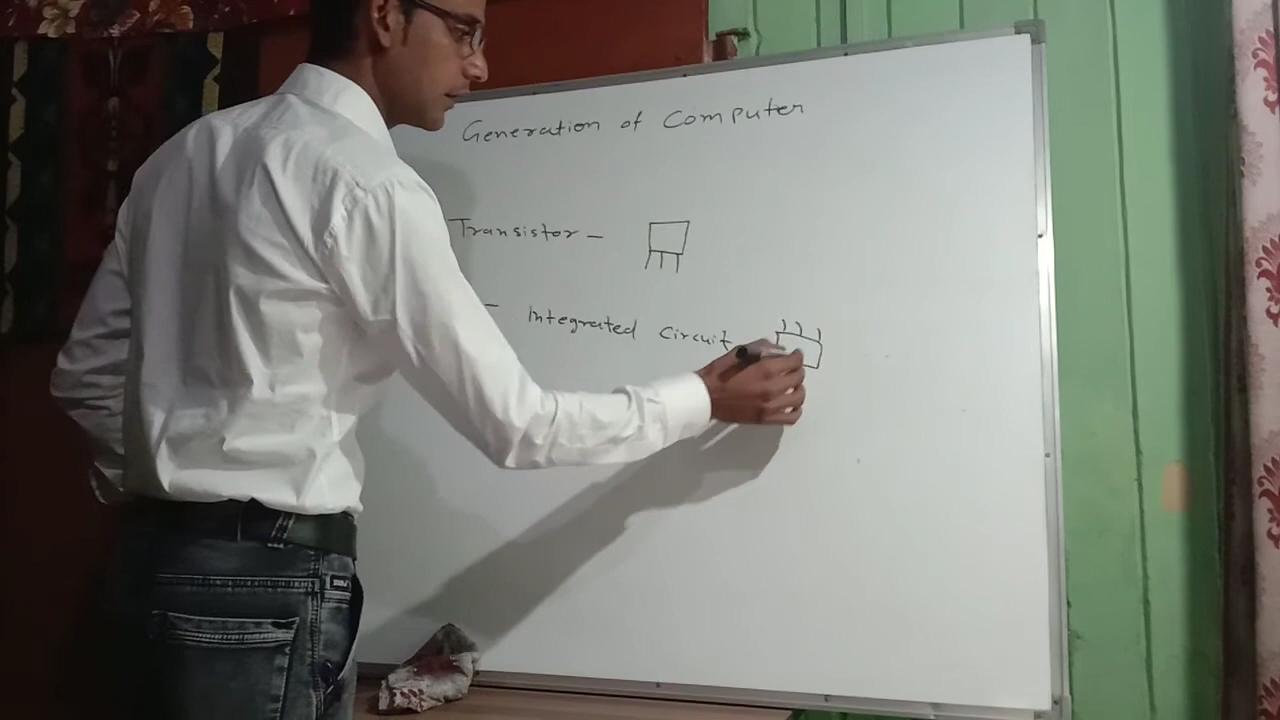 Generation of Computer
Transistor –
– Integrated Circuit